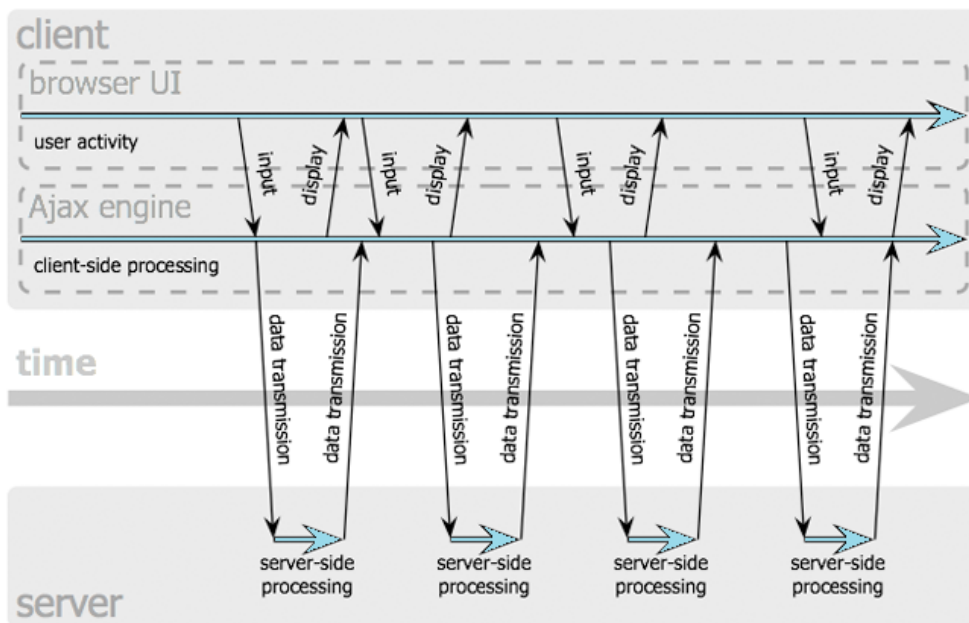 client
browser UI
user activity
input
display
input
display
input
display
input
display
Ajax engine
client-side processing
data transmission
data transmission
data transmission
data transmission
data transmission
data transmission
data transmission
data transmission
time
server-side
processing
server-side
processing
server-side
processing
server-side
processing
server